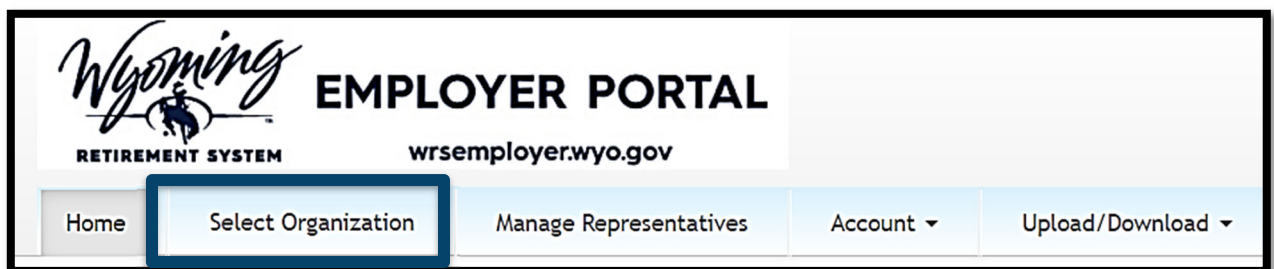 Wyoming
RETIREMENT SYSTEM
EMPLOYER PORTAL
wrsemployer.wyo.gov
Home Select Organization Manage Representatives Account Upload/Download